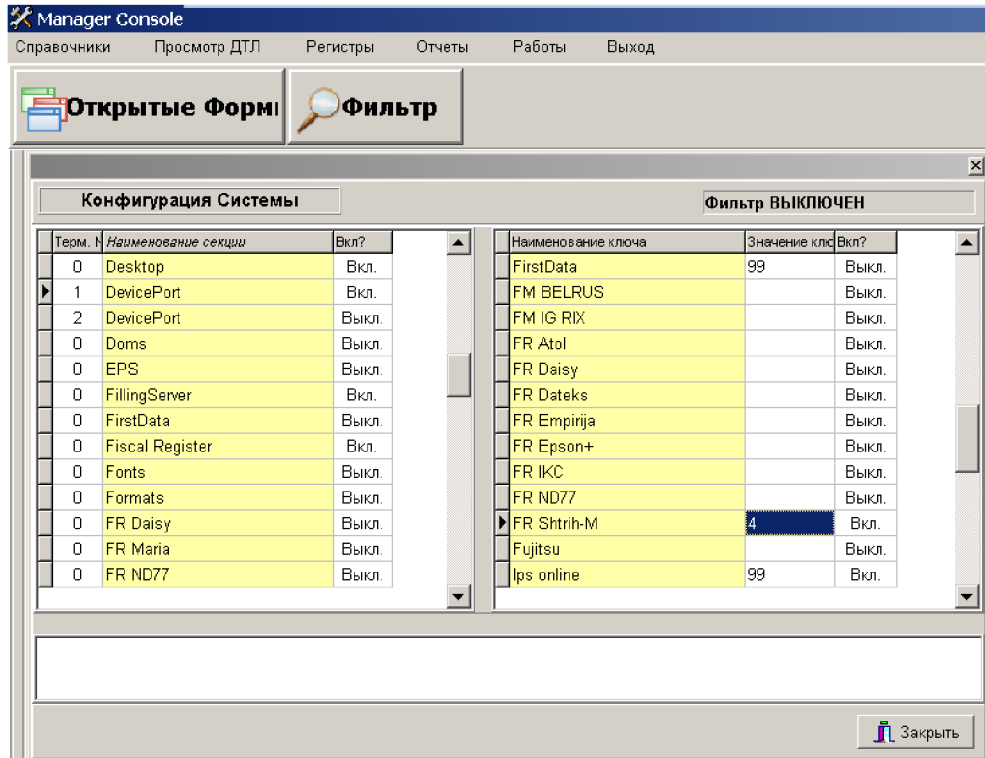 Manager Console
Справочники Просмотр ДТЛ Регистры Отчеты Работы Выход
Открытые Формы Фильтр
Конфигурация Системы Фильтр ВЫКЛЮЧЕН
Терм. N Наименование секции Вкл? Наименование ключа Значение клю Вкл?
0 Desktop Вкл. FirstData 99 Выкл.
1 DevicePort Вкл. FM BELRUS Выкл.
2 DevicePort Выкл. FM IG RIX Выкл.
0 Doms Выкл. FR Atol Выкл.
0 EPS Выкл. FR Daisy Выкл.
0 FillingServer Вкл. FR Dateks Выкл.
0 FirstData Выкл. FR Empirija Выкл.
0 Fiscal Register Вкл. FR Epson+ Выкл.
0 Fonts Выкл. FR IKC Выкл.
0 Formats Выкл. FR ND77 Выкл.
0 FR Daisy Выкл. FR Shtrih-M 4 Вкл.
0 FR Maria Выкл. Fujitsu Выкл.
0 FR ND77 Выкл. Ips online 99 Вкл.
Закрыть